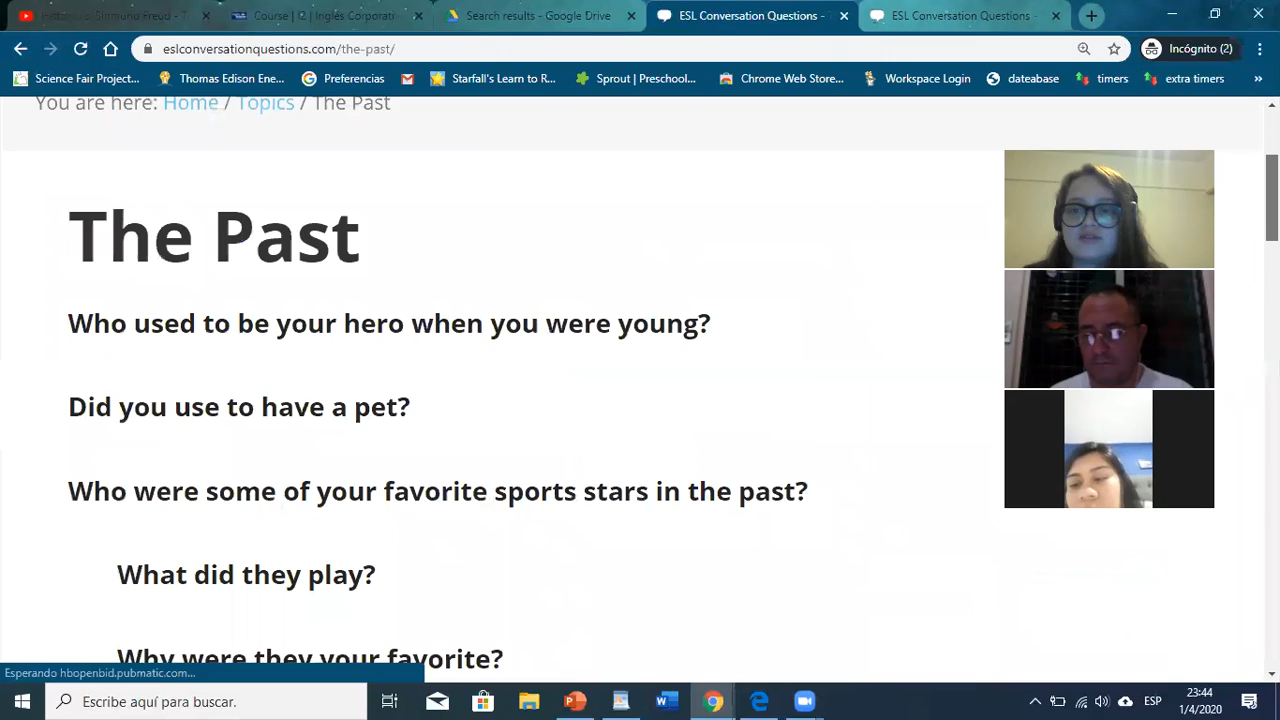 Course | I2 | Inglés Corporati
Search results - Google Drive
ESL Conversation Questions -
ESL Conversation Questions -
eslconversationquestions.com/the-past/
Incógnito (2)
Science Fair Project...
Thomas Edison Ene...
Preferencias
Starfall's Learn to R...
Sprout | Preschool...
Chrome Web Store...
Workspace Login
dateabase
timers
extra timers
»
You are here: Home / Topics / The Past
The Past
Who used to be your hero when you were young?
Did you use to have a pet?
Who were some of your favorite sports stars in the past?
What did they play?
Why were they your favorite?
Esperando hbopenbid.pubmatic.com...
Escribe aquí para buscar.
ESP
23:44
1/4/2020